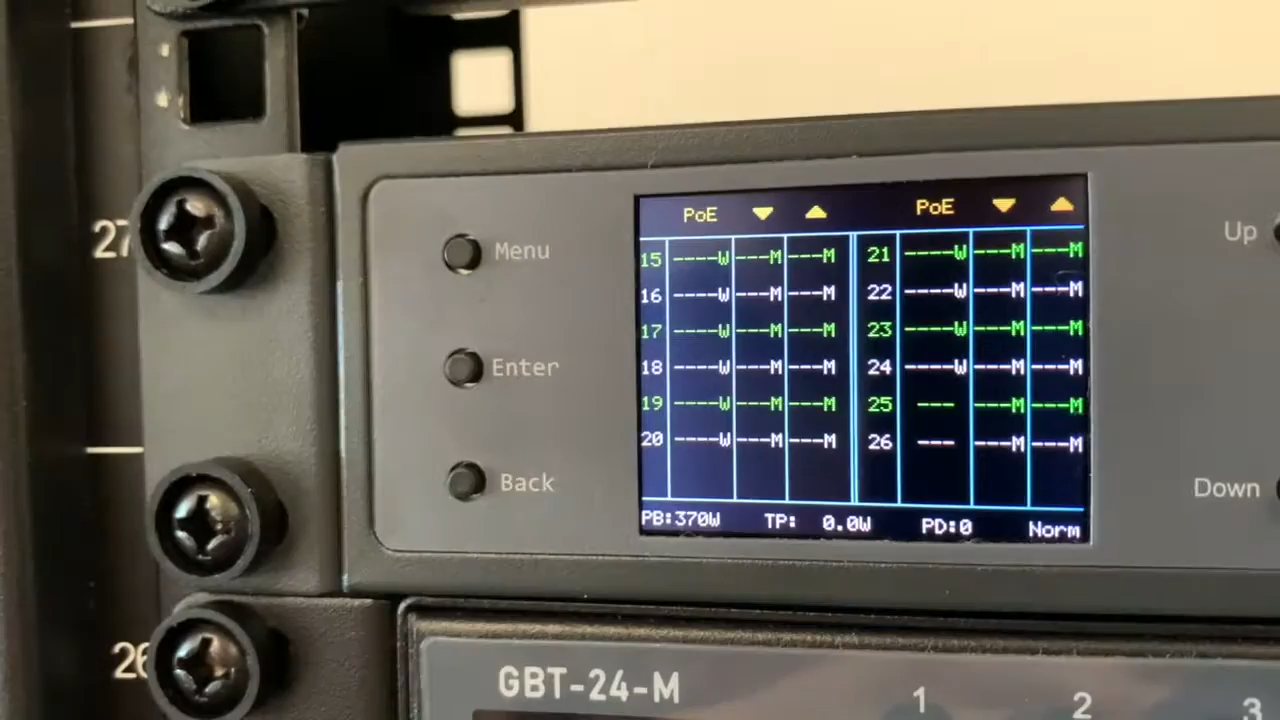 27
Menu
Enter
Back
PoE ▼ ▲ PoE ▼ ▲
15 ----W ---M ---M 21 ----W ---M ---M
16 ----W ---M ---M 22 ----W ---M ---M
17 ----W ---M ---M 23 ----W ---M ---M
18 ----W ---M ---M 24 ----W ---M ---M
19 ----W ---M ---M 25 --- ---M ---M
20 ----W ---M ---M 26 --- ---M ---M
PB:370W TP: 0.0W PD:0 Norm
Up
Down
26
GBT-24-M
1 2 3